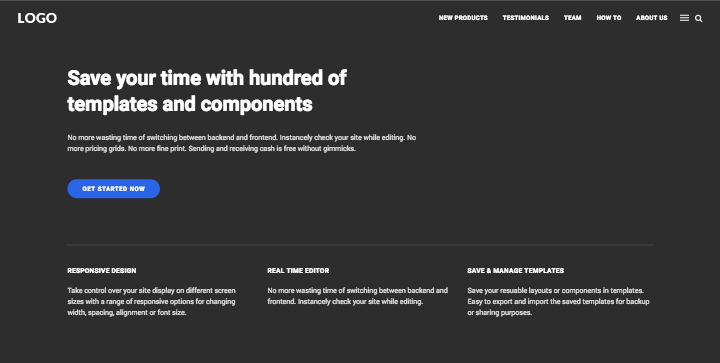 LOGO
NEW PRODUCTS TESTIMONIALS TEAM HOW TO ABOUT US
Save your time with hundred of
templates and components
No more wasting time of switching between backend and frontend. Instancely check your site while editing. No
more pricing grids. No more fine print. Sending and receiving cash is free without gimmicks.
GET STARTED NOW
RESPONSIVE DESIGN
Take control over your site display on different screen
sizes with a range of responsive options for changing
width, spacing, alignment or font size.
REAL TIME EDITOR
No more wasting time of switching between backend and
frontend. Instancely check your site while editing.
SAVE & MANAGE TEMPLATES
Save your resuable layouts or components in templates.
Easy to export and import the saved templates for backup
or sharing purposes.